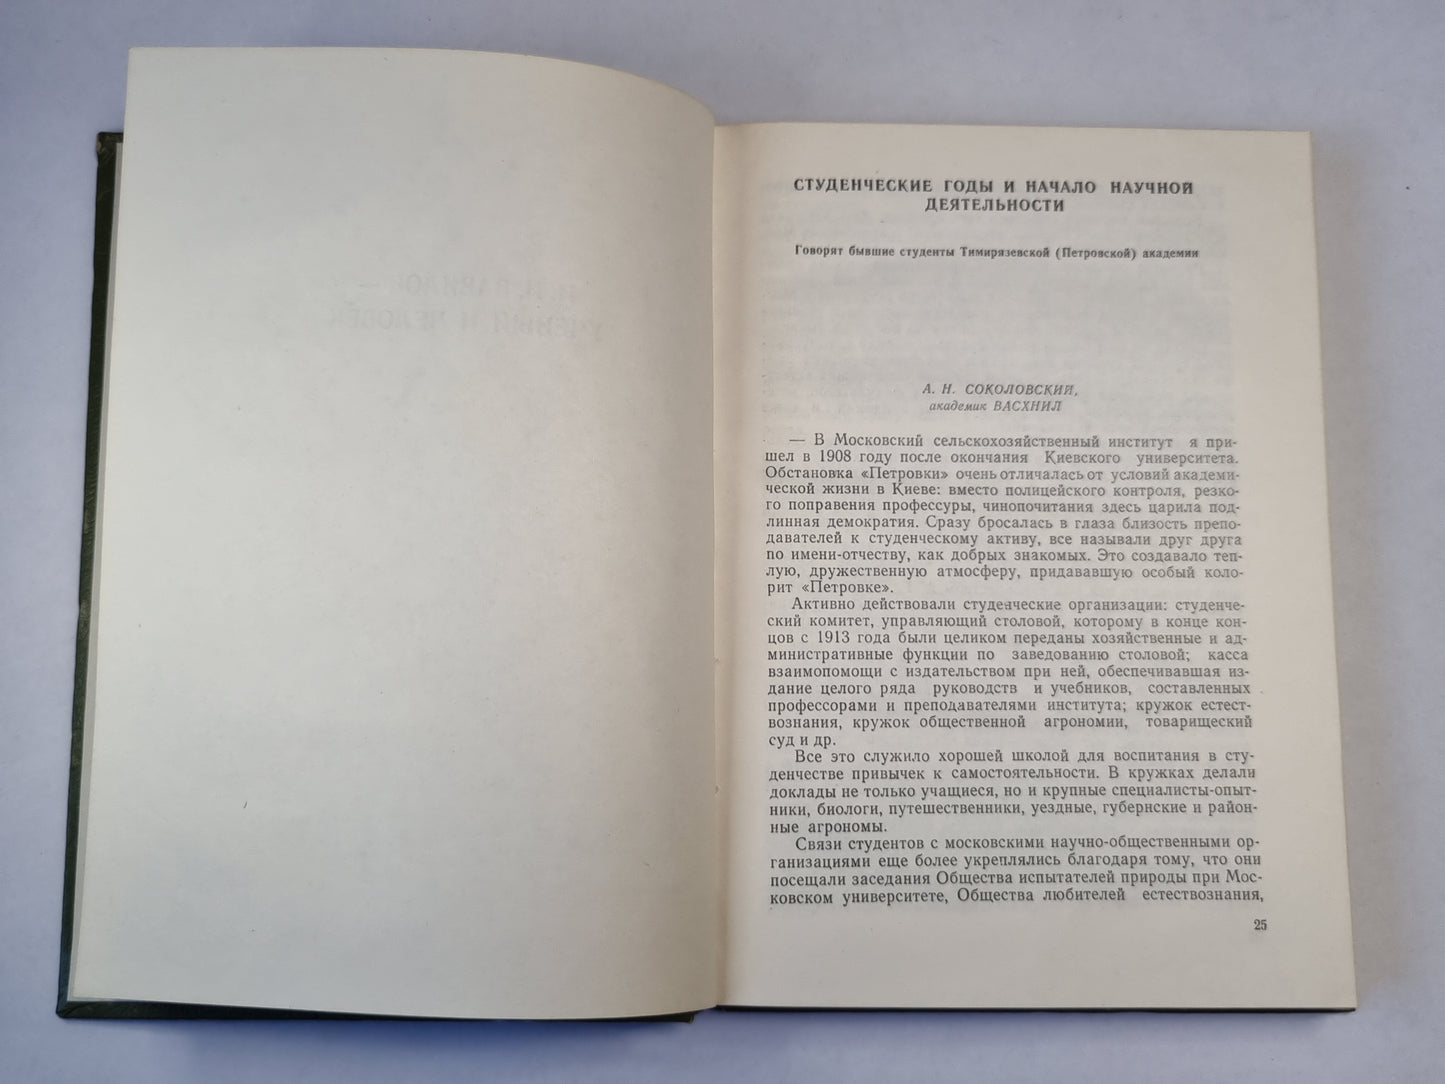 СТУДЕНЧЕСКИЕ ГОДЫ И НАЧАЛО НАУЧНОЙ
ДЕЯТЕЛЬНОСТИ
Говорят бывшие студенты Тимирязевской (Петровской) академии
А. Н. СОКОЛОВСКИЙ,
академик ВАСХНИЛ
— В Московский сельскохозяйственный институт я при-
шел в 1908 году после окончания Киевского университета.
Обстановка «Петровки» очень отличалась от условий академи-
ческой жизни в Киеве: вместо полицейского контроля, резко-
го поправения профессуры, чинопочитания здесь царила под-
линная демократия. Сразу бросалась в глаза близость препо-
давателей к студенческому активу, все называли друг друга
по имени-отчеству, как добрых знакомых. Это создавало теп-
лую, дружественную атмосферу, придававшую особый коло-
рит «Петровке».
Активно действовали студенческие организации: студенче-
ский комитет, управляющий столовой, которому в конце кон-
цов с 1913 года были целиком переданы хозяйственные и ад-
министративные функции по заведованию столовой; касса
взаимопомощи с издательством при ней, обеспечивавшая из-
дание целого ряда руководств и учебников, составленных
профессорами и преподавателями института; кружок естест-
вознания, кружок общественной агрономии, товарищеский
суд и др.
Все это служило хорошей школой для воспитания в сту-
денчестве привычек к самостоятельности. В кружках делали
доклады не только учащиеся, но и крупные специалисты-опыт-
ники, биологи, путешественники, уездные, губернские и район-
ные агрономы.
Связи студентов с московскими научно-общественными ор-
ганизациями еще более укреплялись благодаря тому, что они
посещали заседания Общества испытателей природы при Мос-
ковском университете, Общества любителей естествознания,
25